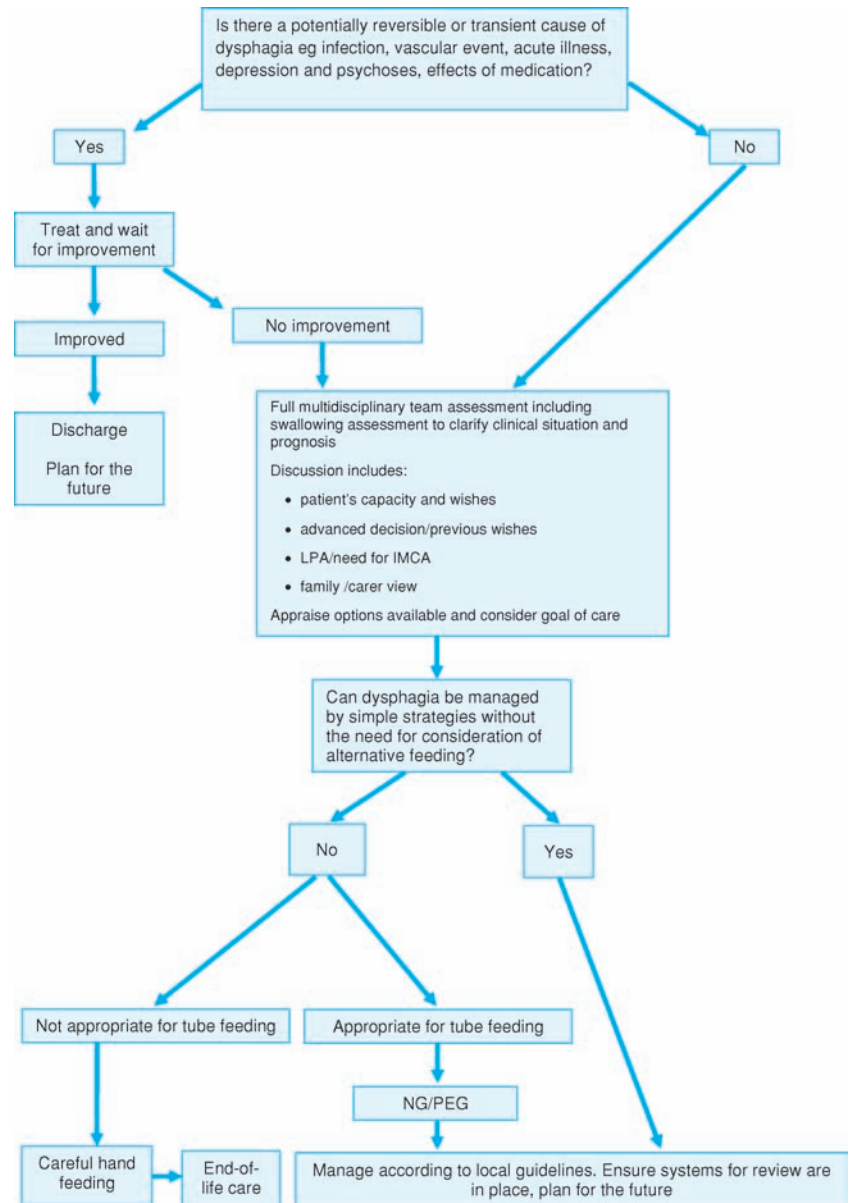 Is there a potentially reversible or transient cause of
dysphagia eg infection, vascular event, acute illness,
depression and psychoses, effects of medication?
Yes
No
Treat and wait
for improvement
Improved
No improvement
Discharge
Plan for the
future
Full multidisciplinary team assessment including
swallowing assessment to clarify clinical situation and
prognosis
Discussion includes:
• patient's capacity and wishes
• advanced decision/previous wishes
• LPA/need for IMCA
• family /carer view
Appraise options available and consider goal of care
Can dysphagia be managed
by simple strategies without
the need for consideration of
alternative feeding?
No
Yes
Not appropriate for tube feeding
Appropriate for tube feeding
NG/PEG
Careful hand
feeding
End-of-
life care
Manage according to local guidelines. Ensure systems for review are
in place, plan for the future